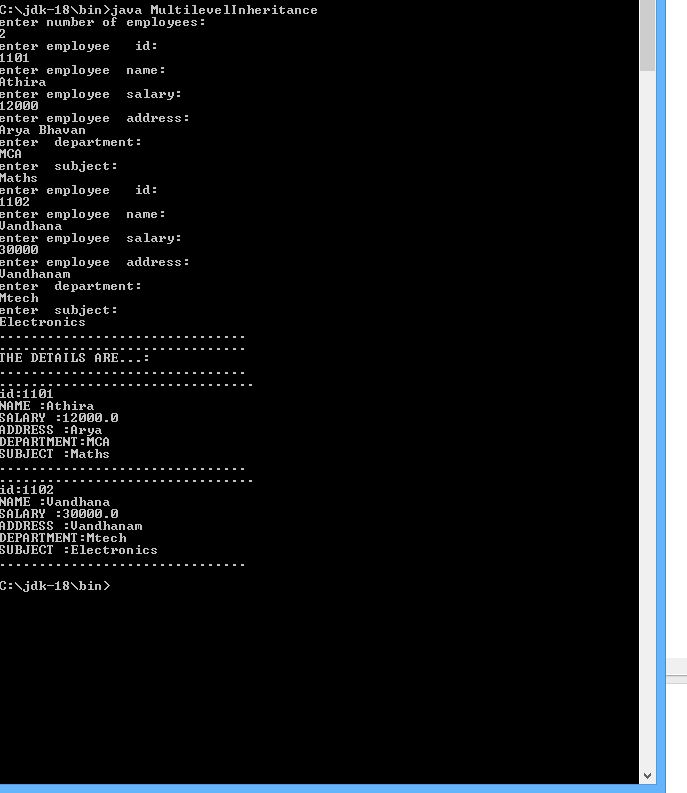 C:\jdk-18\bin>java MultilevelInheritance
enter number of employees:
2
enter employee   id:
1101
enter employee  name:
Athira
enter employee  salary:
12000
enter employee  address:
Arya Bhavan
enter  department:
MCA
enter  subject:
Maths
enter employee   id:
1102
enter employee  name:
Vandhana
enter employee  salary:
30000
enter employee  address:
Vandhanam
enter  department:
Mtech
enter  subject:
Electronics
-------------------------------
-------------------------------
THE DETAILS ARE...:
-------------------------------
--------------------------------
id:1101
NAME :Athira
SALARY :12000.0
ADDRESS :Arya
DEPARTMENT:MCA
SUBJECT :Maths
-------------------------------
--------------------------------
id:1102
NAME :Vandhana
SALARY :30000.0
ADDRESS :Vandhanam
DEPARTMENT:Mtech
SUBJECT :Electronics
-------------------------------
C:\jdk-18\bin>